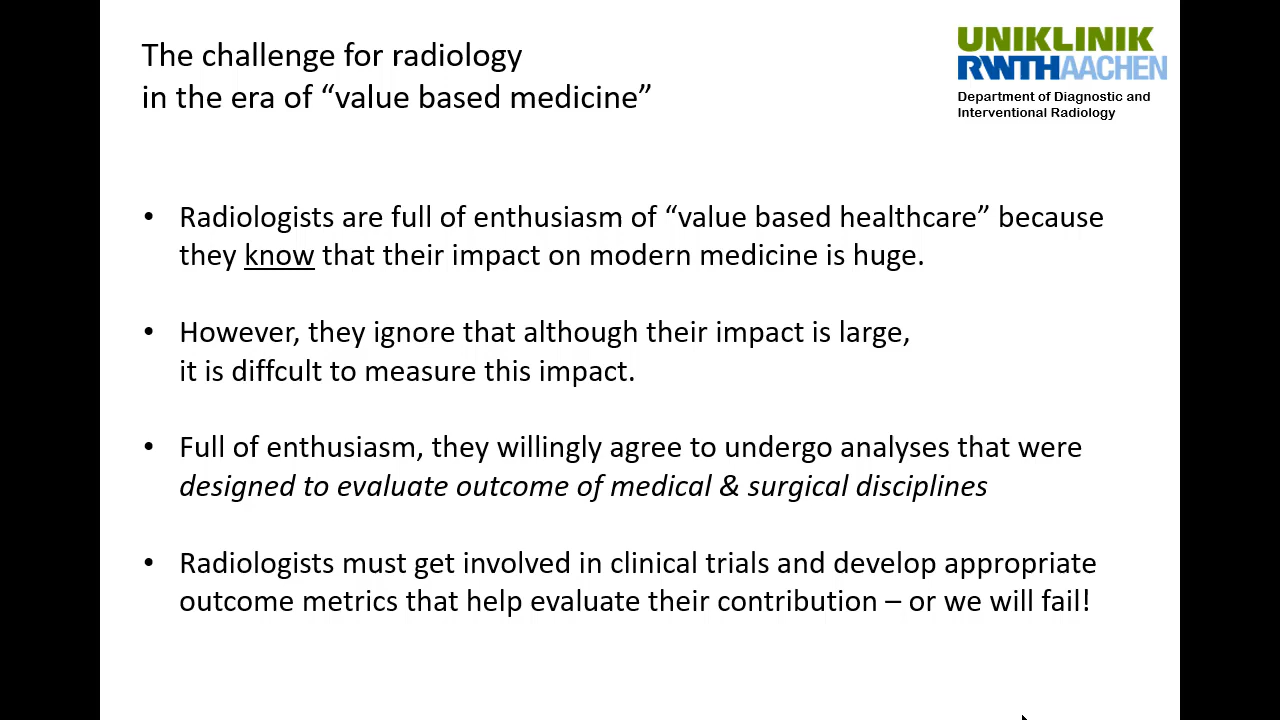 The challenge for radiology
in the era of “value based medicine”
UNIKLINIK
RWTHAACHEN
Department of Diagnostic and
Interventional Radiology
• Radiologists are full of enthusiasm of “value based healthcare” because
they know that their impact on modern medicine is huge.
• However, they ignore that although their impact is large,
it is diffcult to measure this impact.
• Full of enthusiasm, they willingly agree to undergo analyses that were
designed to evaluate outcome of medical & surgical disciplines
• Radiologists must get involved in clinical trials and develop appropriate
outcome metrics that help evaluate their contribution – or we will fail!